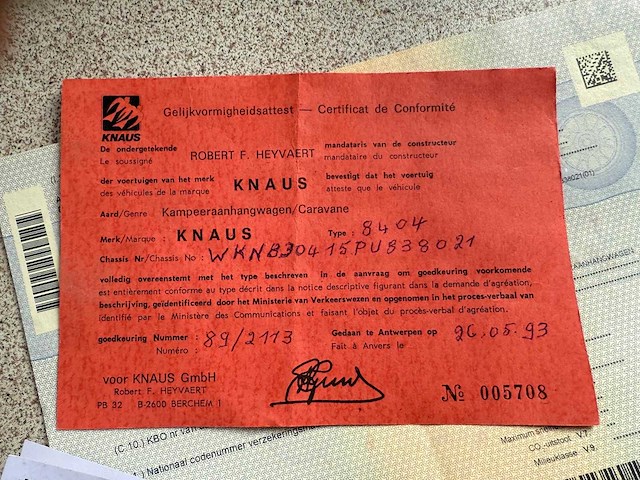 KNAUS
Gelijkvormigheidsattest — Certificat de Conformité
De ondergetekende ROBERT F. HEYVAERT mandataris van de constructeur
Le soussigné mandataire du constructeur
der voertuigen van het merk KNAUS bevestigt dat het voertuig
des véhicules de la marque atteste que le véhicule
Aard/Genre : Kampeeraanhangwagen/Caravane
Merk/Marque : KNAUS Type : 8404
Chassis Nr/Chassis No : WKNB30415PU838021
volledig overeenstemt met het type beschreven in de aanvraag om goedkeuring voorkomende
est entièrement conforme au type décrit dans la notice descriptive figurant dans la demande d'agréation,
beschrijving, geïdentificeerd door het Ministerie van Verkeerswezen en opgenomen in het proces-verbaal van
identifié par le Ministère des Communications et faisant l'objet du procès-verbal d'agréation.
goedkeuring Nummer : 89/2113 Gedaan te Antwerpen op 26.05.93
Numéro : Fait à Anvers le
voor KNAUS GmbH
Robert F. HEYVAERT
PB 32 B-2600 BERCHEM 1
№ 005708
AANHANGWAGEN
(C.10.) KBO nr van
.) Nationaal codenummer verzekeringen
CO₂-uitstoot V.7.
Milieuklasse V.9.